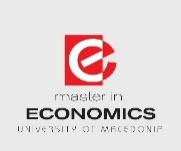 e
master in
ECONOMICS
UNIVERSITY OF MACEDONIA